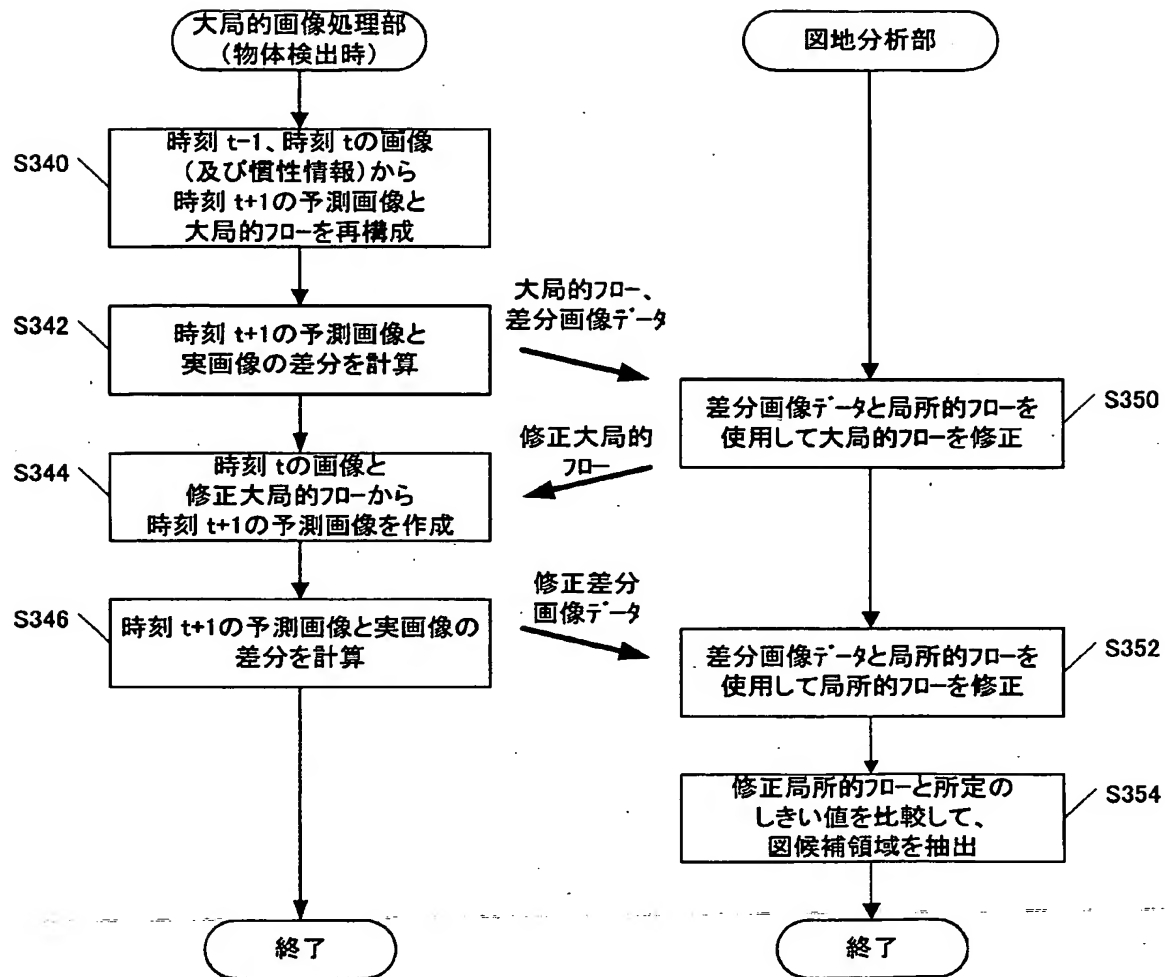 大局的画像処理部
(物体検出時)
図地分析部
S340
時刻 t-1、時刻 tの画像
(及び慣性情報)から
時刻 t+1の予測画像と
大局的ﾌﾛｰを再構成
S342
時刻 t+1の予測画像と
実画像の差分を計算
大局的ﾌﾛｰ、
差分画像ﾃﾞｰﾀ
差分画像ﾃﾞｰﾀと局所的ﾌﾛｰを
使用して大局的ﾌﾛｰを修正
S350
修正大局的
ﾌﾛｰ
S344
時刻 tの画像と
修正大局的ﾌﾛｰから
時刻 t+1の予測画像を作成
S346
時刻 t+1の予測画像と実画像の
差分を計算
修正差分
画像ﾃﾞｰﾀ
差分画像ﾃﾞｰﾀと局所的ﾌﾛｰを
使用して局所的ﾌﾛｰを修正
S352
修正局所的ﾌﾛｰと所定の
しきい値を比較して、
図候補領域を抽出
S354
終了
終了